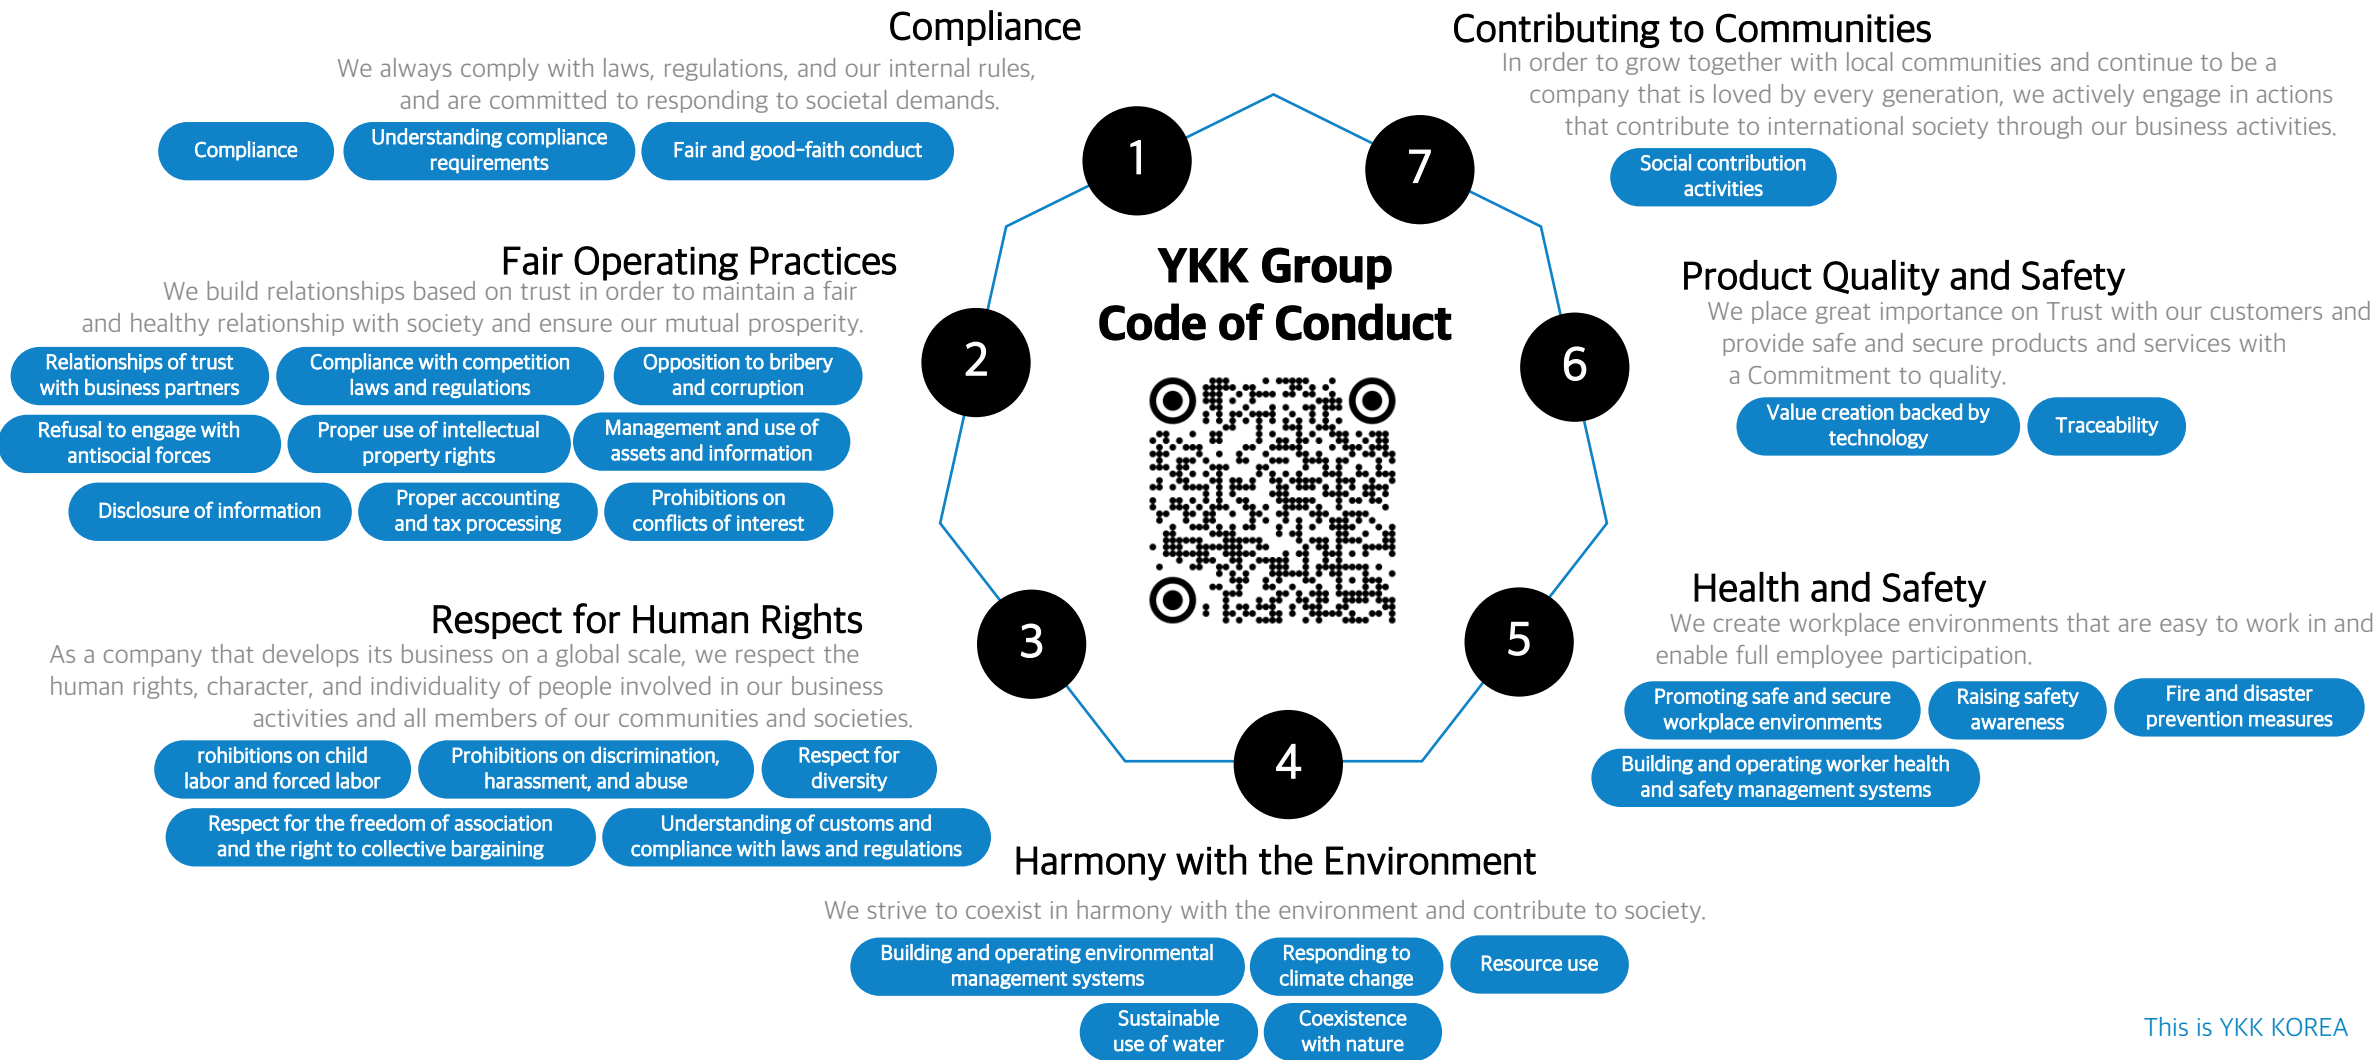 YKK Group
Code of Conduct
1
Compliance
We always comply with laws, regulations, and our internal rules,
and are committed to responding to societal demands.
Compliance
Understanding compliance
requirements
Fair and good-faith conduct
2
Fair Operating Practices
We build relationships based on trust in order to maintain a fair
and healthy relationship with society and ensure our mutual prosperity.
Relationships of trust
with business partners
Compliance with competition
laws and regulations
Opposition to bribery
and corruption
Refusal to engage with
antisocial forces
Proper use of intellectual
property rights
Management and use of
assets and information
Disclosure of information
Proper accounting
and tax processing
Prohibitions on
conflicts of interest
3
Respect for Human Rights
As a company that develops its business on a global scale, we respect the
human rights, character, and individuality of people involved in our business
activities and all members of our communities and societies.
rohibitions on child
labor and forced labor
Prohibitions on discrimination,
harassment, and abuse
Respect for
diversity
Respect for the freedom of association
and the right to collective bargaining
Understanding of customs and
compliance with laws and regulations
4
Harmony with the Environment
We strive to coexist in harmony with the environment and contribute to society.
Building and operating environmental
management systems
Responding to
climate change
Resource use
Sustainable
use of water
Coexistence
with nature
5
Health and Safety
We create workplace environments that are easy to work in and
enable full employee participation.
Promoting safe and secure
workplace environments
Raising safety
awareness
Fire and disaster
prevention measures
Building and operating worker health
and safety management systems
6
Product Quality and Safety
We place great importance on Trust with our customers and
provide safe and secure products and services with
a Commitment to quality.
Value creation backed by
technology
Traceability
7
Contributing to Communities
In order to grow together with local communities and continue to be a
company that is loved by every generation, we actively engage in actions
that contribute to international society through our business activities.
Social contribution
activities
This is YKK KOREA